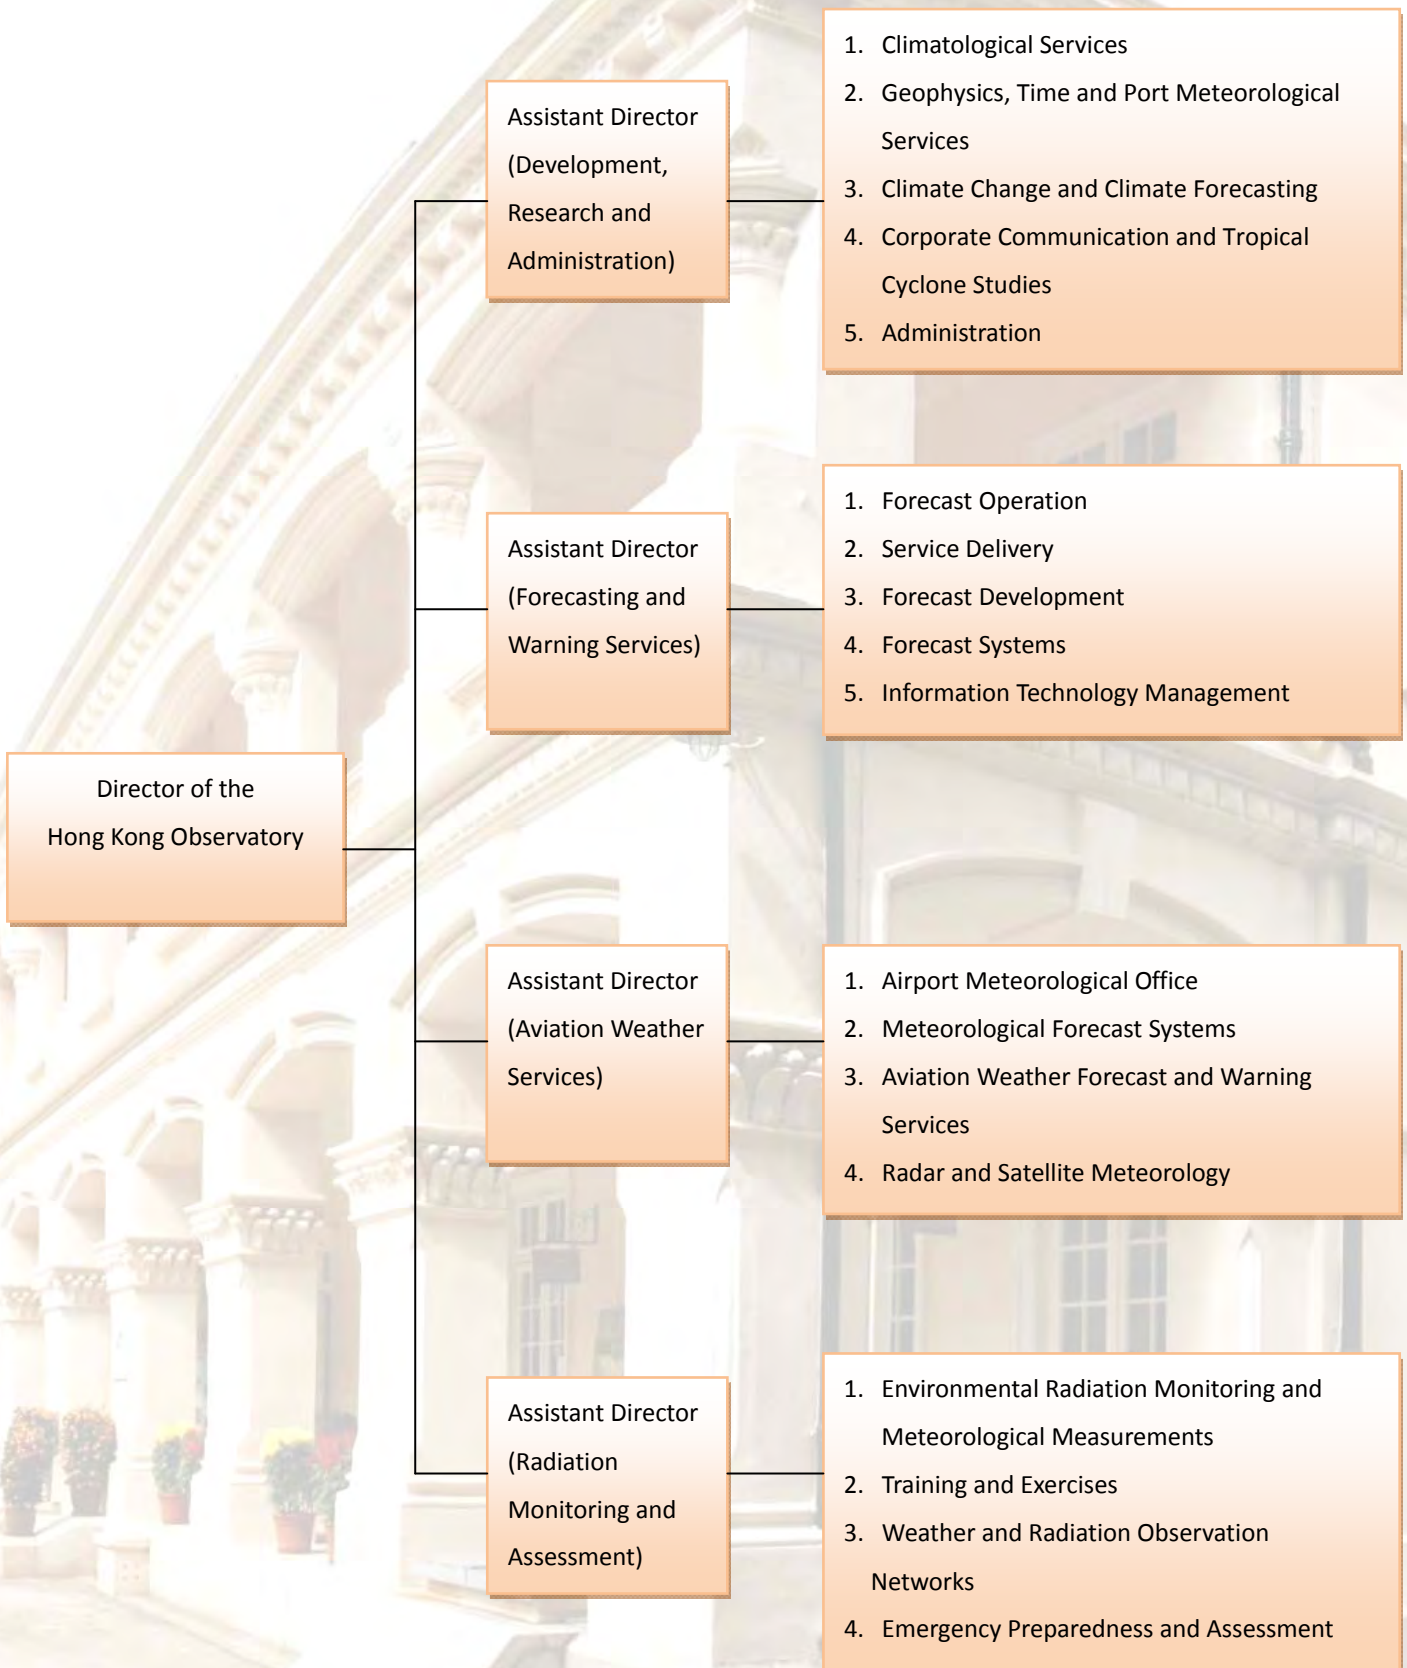 Director of the
Hong Kong Observatory
Assistant Director
(Development,
Research and
Administration)
1. Climatological Services
2. Geophysics, Time and Port Meteorological
Services
3. Climate Change and Climate Forecasting
4. Corporate Communication and Tropical
Cyclone Studies
5. Administration
Assistant Director
(Forecasting and
Warning Services)
1. Forecast Operation
2. Service Delivery
3. Forecast Development
4. Forecast Systems
5. Information Technology Management
Assistant Director
(Aviation Weather
Services)
1. Airport Meteorological Office
2. Meteorological Forecast Systems
3. Aviation Weather Forecast and Warning
Services
4. Radar and Satellite Meteorology
Assistant Director
(Radiation
Monitoring and
Assessment)
1. Environmental Radiation Monitoring and
Meteorological Measurements
2. Training and Exercises
3. Weather and Radiation Observation
Networks
4. Emergency Preparedness and Assessment